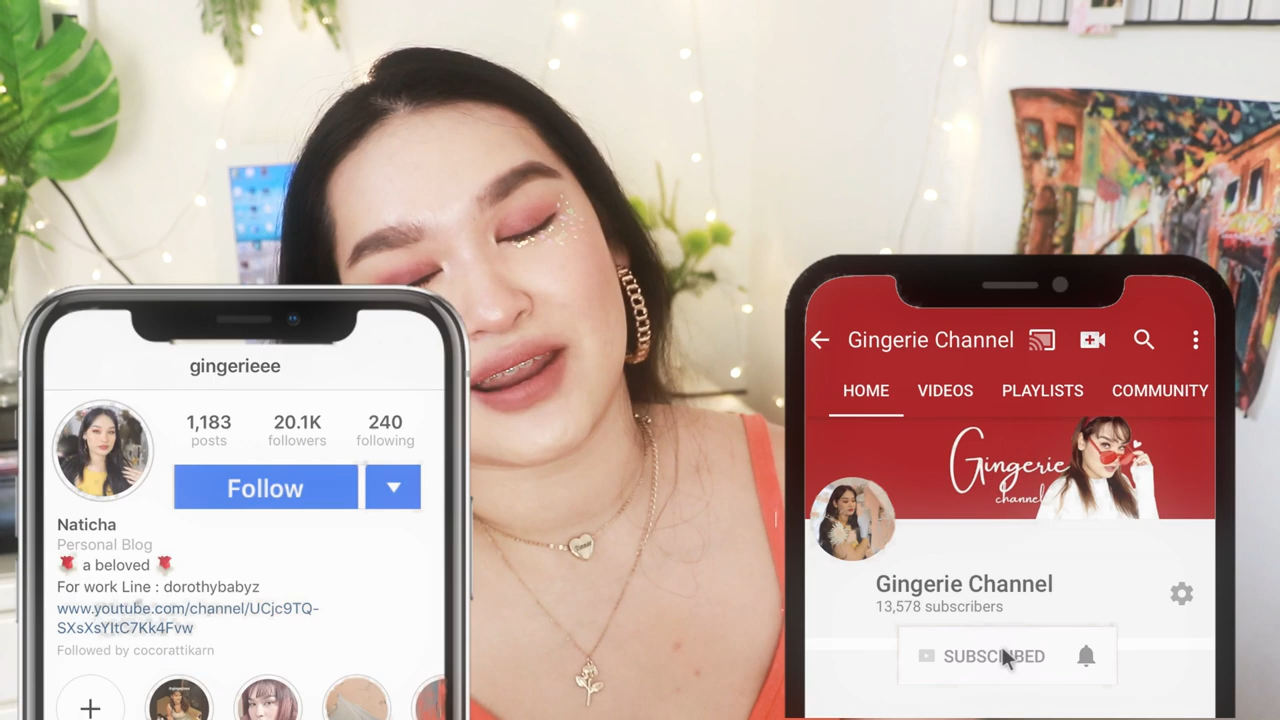 gingerieee
1,183 20.1K 240
posts followers following
Follow
Naticha
Personal Blog
🌹 a beloved 🌹
For work Line : dorothybabyz
www.youtube.com/channel/UCjc9TQ-
SXsXsYItC7Kk4Fvw
Followed by cocorattikarn
Gingerie Channel
HOME VIDEOS PLAYLISTS COMMUNITY
Gingerie
channel
Gingerie Channel
13,578 subscribers
SUBSCRIBED